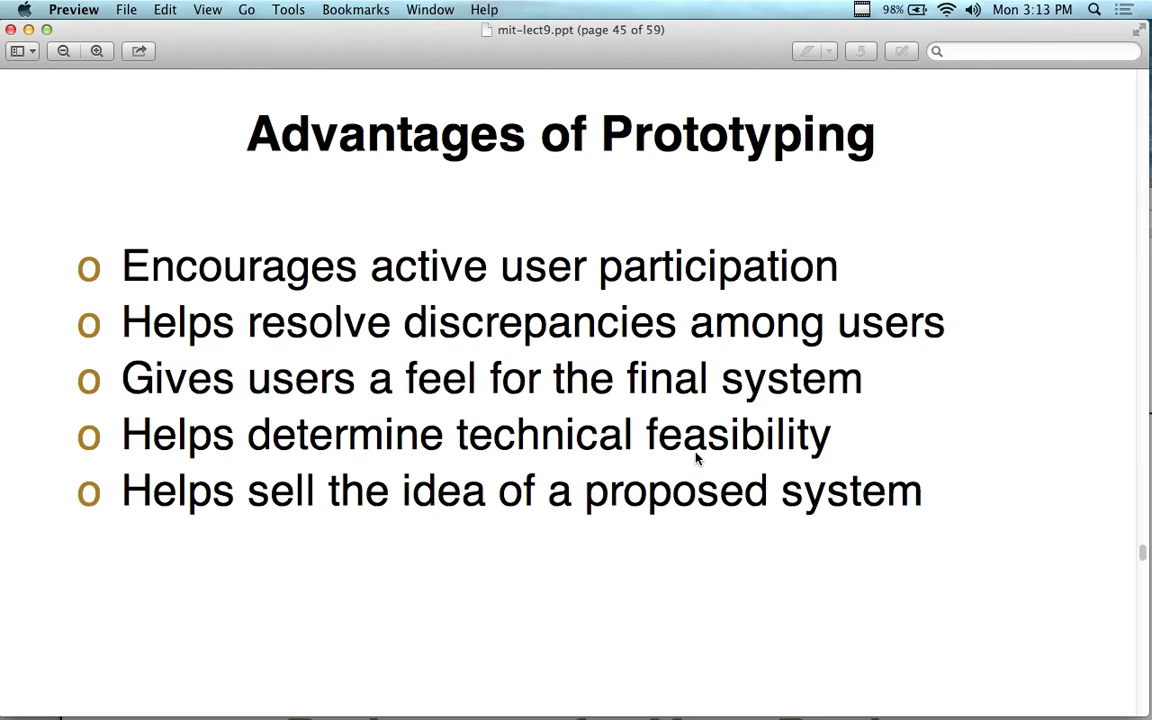 Preview File Edit View Go Tools Bookmarks Window Help 98% Mon 3:13 PM
mit-lect9.ppt (page 45 of 59)
Advantages of Prototyping
o Encourages active user participation
o Helps resolve discrepancies among users
o Gives users a feel for the final system
o Helps determine technical feasibility
o Helps sell the idea of a proposed system